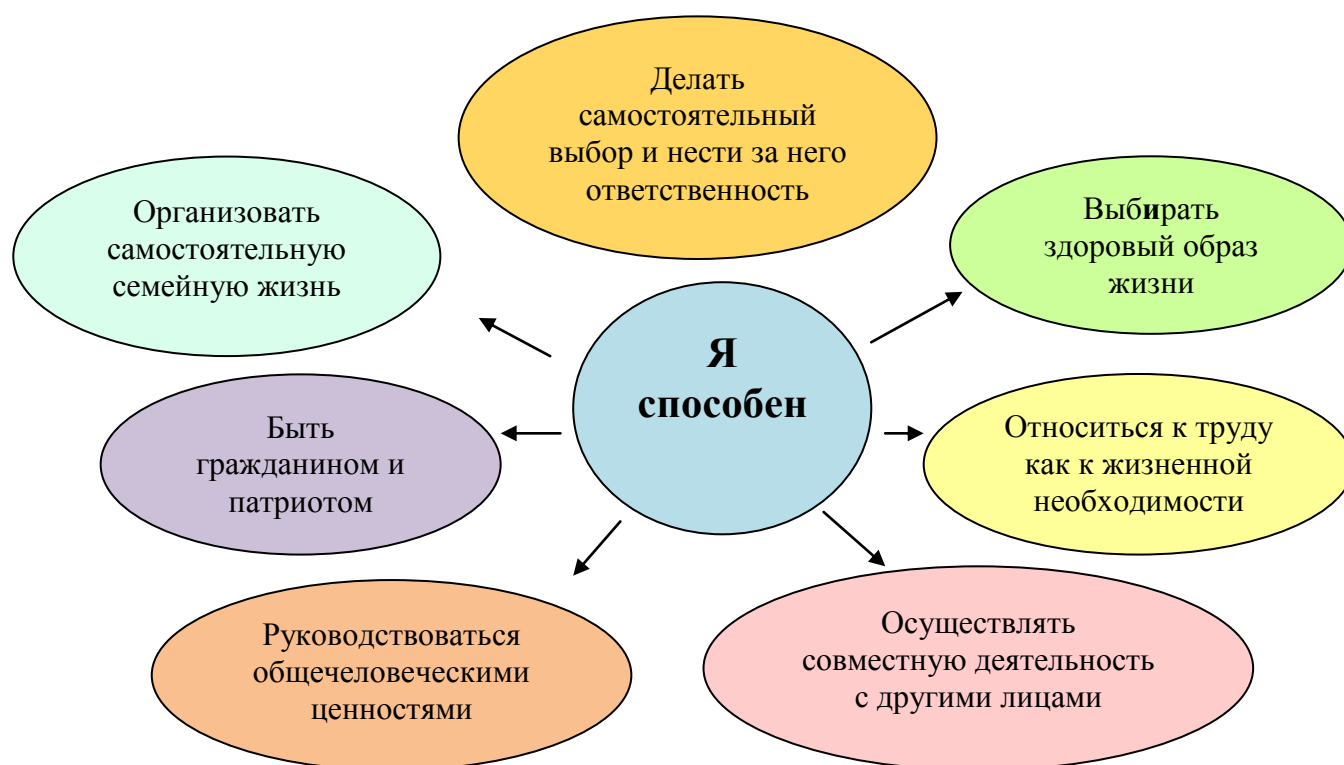 Делать
самостоятельный
выбор и нести за него
ответственность
Организовать
самостоятельную
семейную жизнь
Выбирать
здоровый образ
жизни
Я
способен
Быть
гражданином и
патриотом
Относиться к труду
как к жизненной
необходимости
Руководствоваться
общечеловеческими
ценностями
Осуществлять
совместную деятельность
с другими лицами